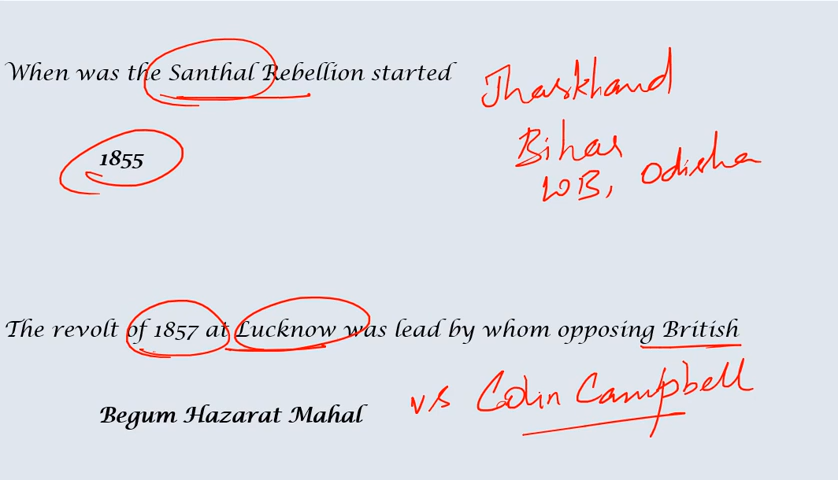 When was the Santhal Rebellion started
Jharkhand
1855
Bihar
WB, Odisha
The revolt of 1857 at Lucknow was lead by whom opposing British
Begum Hazarat Mahal
vs Colin Campbell